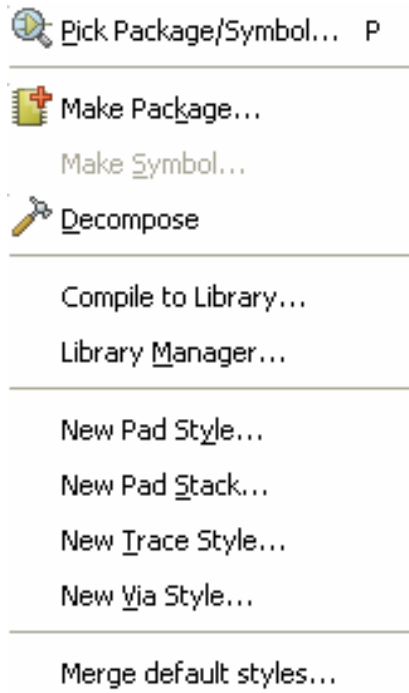 Pick Package/Symbol... P
Make Package...
Make Symbol...
Decompose
Compile to Library...
Library Manager...
New Pad Style...
New Pad Stack...
New Trace Style...
New Via Style...
Merge default styles...